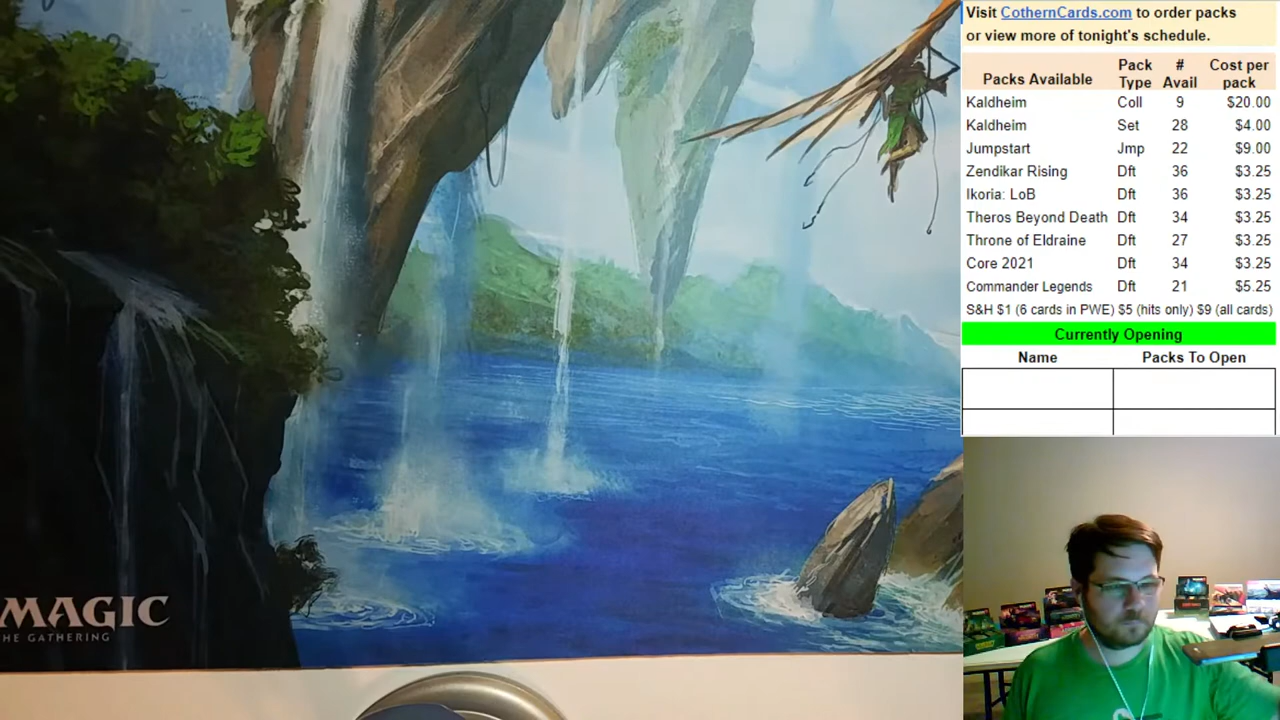 Visit CothernCards.com to order packs
or view more of tonight's schedule.
Packs Available Pack Type # Avail Cost per pack
Kaldheim Coll 9 $20.00
Kaldheim Set 28 $4.00
Jumpstart Jmp 22 $9.00
Zendikar Rising Dft 36 $3.25
Ikoria: LoB Dft 36 $3.25
Theros Beyond Death Dft 34 $3.25
Throne of Eldraine Dft 27 $3.25
Core 2021 Dft 34 $3.25
Commander Legends Dft 21 $5.25
S&H $1 (6 cards in PWE) $5 (hits only) $9 (all cards)
Currently Opening
Name Packs To Open
MAGIC
HE GATHERING